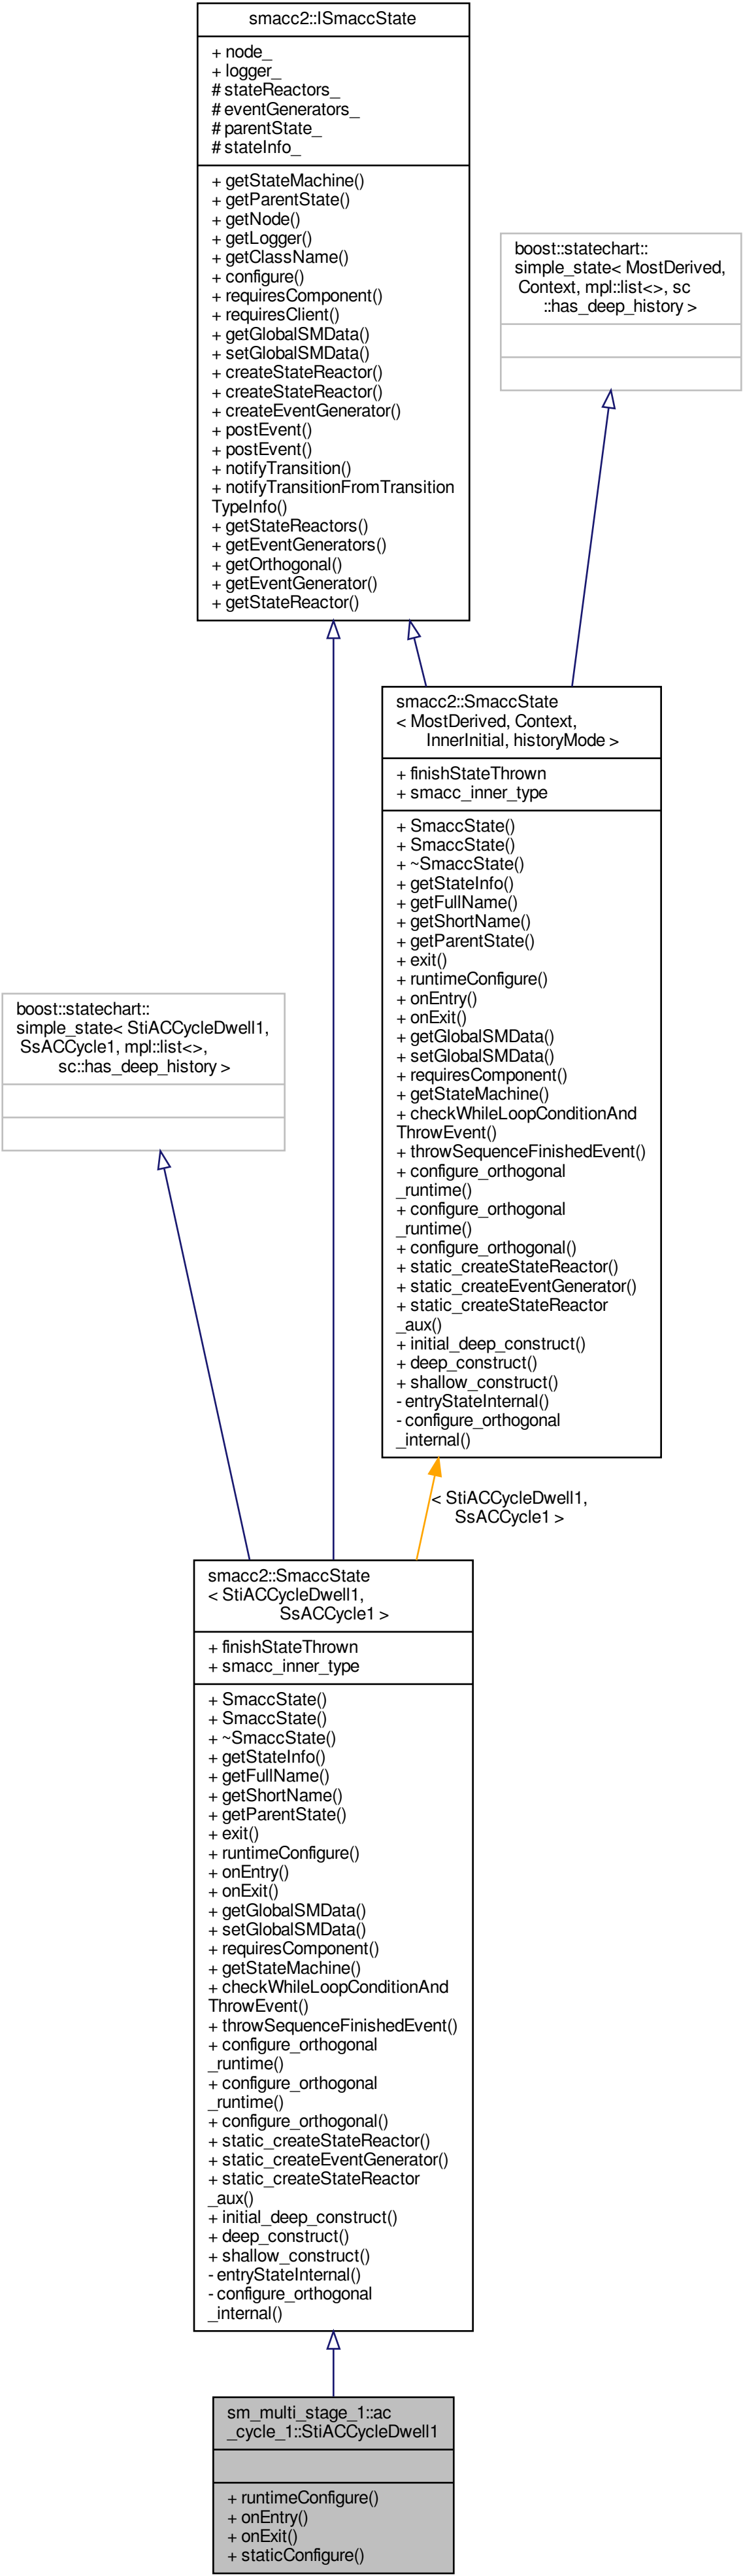 smacc2::ISmaccState
+ node_
+ logger_
# stateReactors_
# eventGenerators_
# parentState_
# stateInfo_
+ getStateMachine()
+ getParentState()
+ getNode()
+ getLogger()
+ getClassName()
+ configure()
+ requiresComponent()
+ requiresClient()
+ getGlobalSMData()
+ setGlobalSMData()
+ createStateReactor()
+ createStateReactor()
+ createEventGenerator()
+ postEvent()
+ postEvent()
+ notifyTransition()
+ notifyTransitionFromTransition
TypeInfo()
+ getStateReactors()
+ getEventGenerators()
+ getOrthogonal()
+ getEventGenerator()
+ getStateReactor()
boost::statechart::
simple_state< MostDerived,
Context, mpl::list<>, sc
::has_deep_history >
smacc2::SmaccState
< MostDerived, Context,
InnerInitial, historyMode >
+ finishStateThrown
+ smacc_inner_type
+ SmaccState()
+ SmaccState()
+ ~SmaccState()
+ getStateInfo()
+ getFullName()
+ getShortName()
+ getParentState()
+ exit()
+ runtimeConfigure()
+ onEntry()
+ onExit()
+ getGlobalSMData()
+ setGlobalSMData()
+ requiresComponent()
+ getStateMachine()
+ checkWhileLoopConditionAnd
ThrowEvent()
+ throwSequenceFinishedEvent()
+ configure_orthogonal
_runtime()
+ configure_orthogonal
_runtime()
+ configure_orthogonal()
+ static_createStateReactor()
+ static_createEventGenerator()
+ static_createStateReactor
_aux()
+ initial_deep_construct()
+ deep_construct()
+ shallow_construct()
- entryStateInternal()
- configure_orthogonal
_internal()
boost::statechart::
simple_state< StiACCycleDwell1,
SsACCycle1, mpl::list<>,
sc::has_deep_history >
< StiACCycleDwell1,
SsACCycle1 >
smacc2::SmaccState
< StiACCycleDwell1,
SsACCycle1 >
+ finishStateThrown
+ smacc_inner_type
+ SmaccState()
+ SmaccState()
+ ~SmaccState()
+ getStateInfo()
+ getFullName()
+ getShortName()
+ getParentState()
+ exit()
+ runtimeConfigure()
+ onEntry()
+ onExit()
+ getGlobalSMData()
+ setGlobalSMData()
+ requiresComponent()
+ getStateMachine()
+ checkWhileLoopConditionAnd
ThrowEvent()
+ throwSequenceFinishedEvent()
+ configure_orthogonal
_runtime()
+ configure_orthogonal
_runtime()
+ configure_orthogonal()
+ static_createStateReactor()
+ static_createEventGenerator()
+ static_createStateReactor
_aux()
+ initial_deep_construct()
+ deep_construct()
+ shallow_construct()
- entryStateInternal()
- configure_orthogonal
_internal()
sm_multi_stage_1::ac
_cycle_1::StiACCycleDwell1
+ runtimeConfigure()
+ onEntry()
+ onExit()
+ staticConfigure()